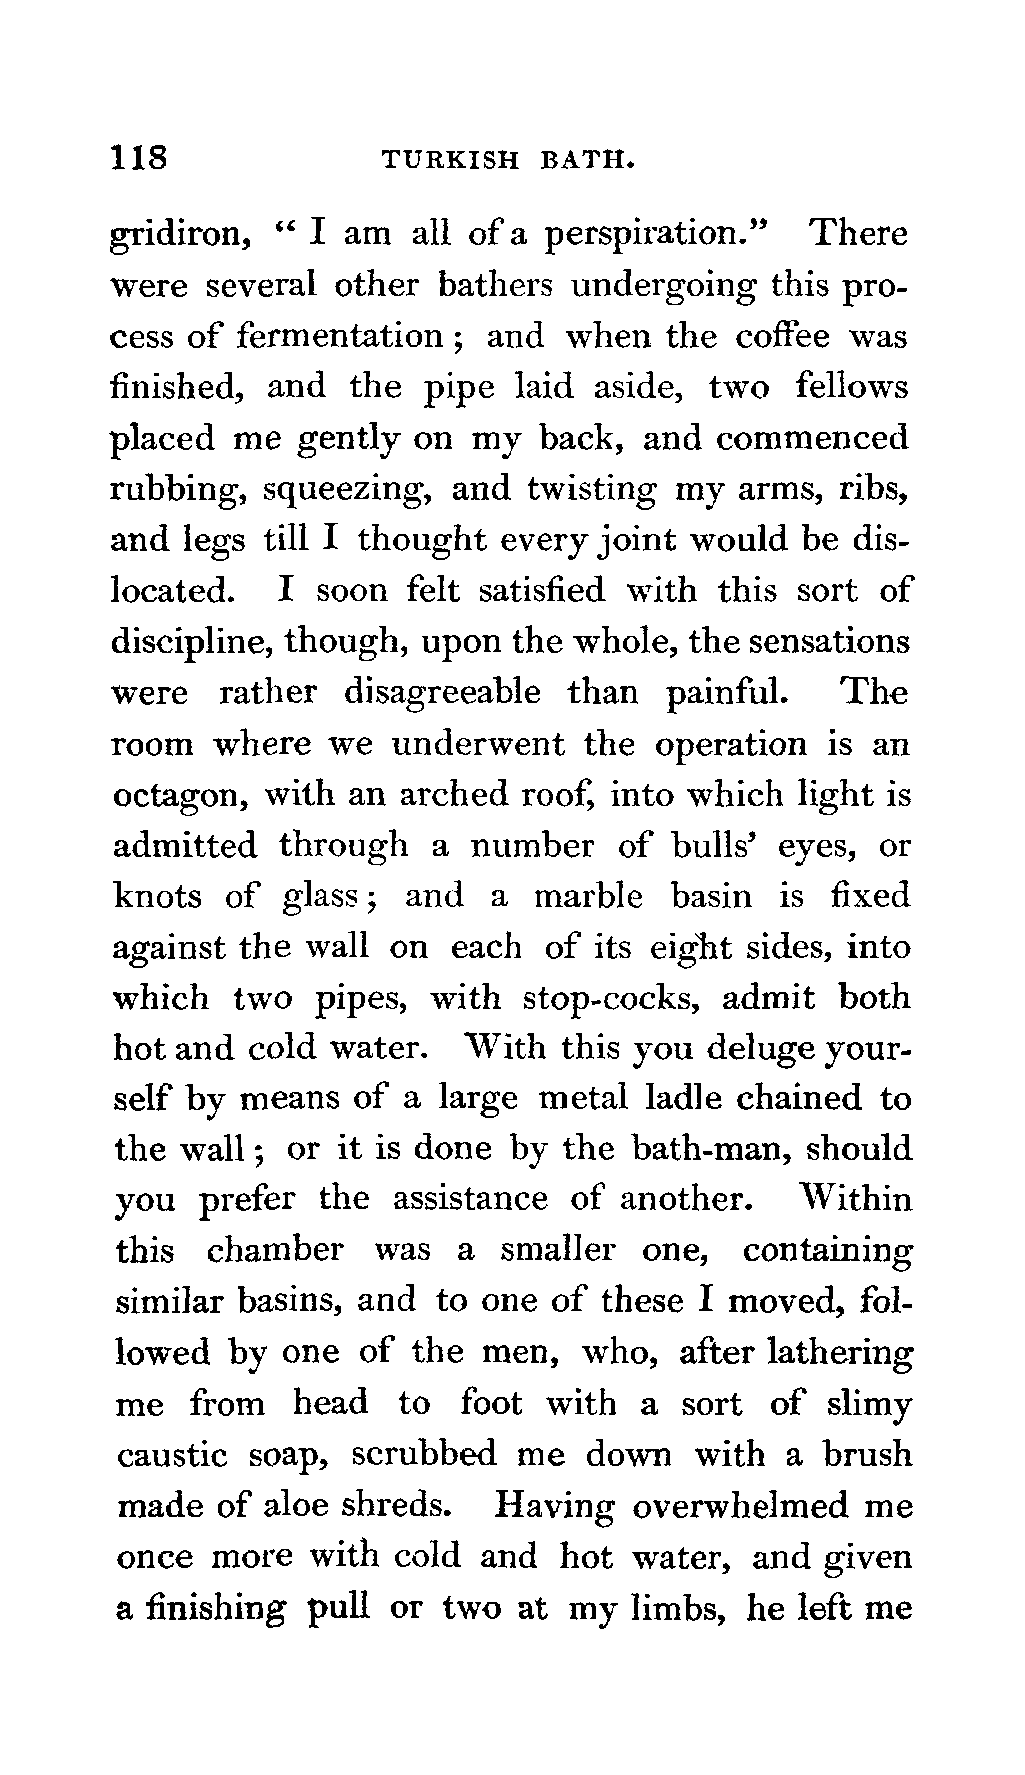 118 TURKISH BATH.
gridiron, “ I am all of a perspiration.” There
were several other bathers undergoing this pro-
cess of fermentation ; and when the coffee was
finished, and the pipe laid aside, two fellows
placed me gently on my back, and commenced
rubbing, squeezing, and twisting my arms, ribs,
and legs till I thought every joint would be dis-
located. I soon felt satisfied with this sort of
discipline, though, upon the whole, the sensations
were rather disagreeable than painful. The
room where we underwent the operation is an
octagon, with an arched roof, into which light is
admitted through a number of bulls’ eyes, or
knots of glass ; and a marble basin is fixed
against the wall on each of its eight sides, into
which two pipes, with stop-cocks, admit both
hot and cold water. With this you deluge your-
self by means of a large metal ladle chained to
the wall ; or it is done by the bath-man, should
you prefer the assistance of another. Within
this chamber was a smaller one, containing
similar basins, and to one of these I moved, fol-
lowed by one of the men, who, after lathering
me from head to foot with a sort of slimy
caustic soap, scrubbed me down with a brush
made of aloe shreds. Having overwhelmed me
once more with cold and hot water, and given
a finishing pull or two at my limbs, he left me